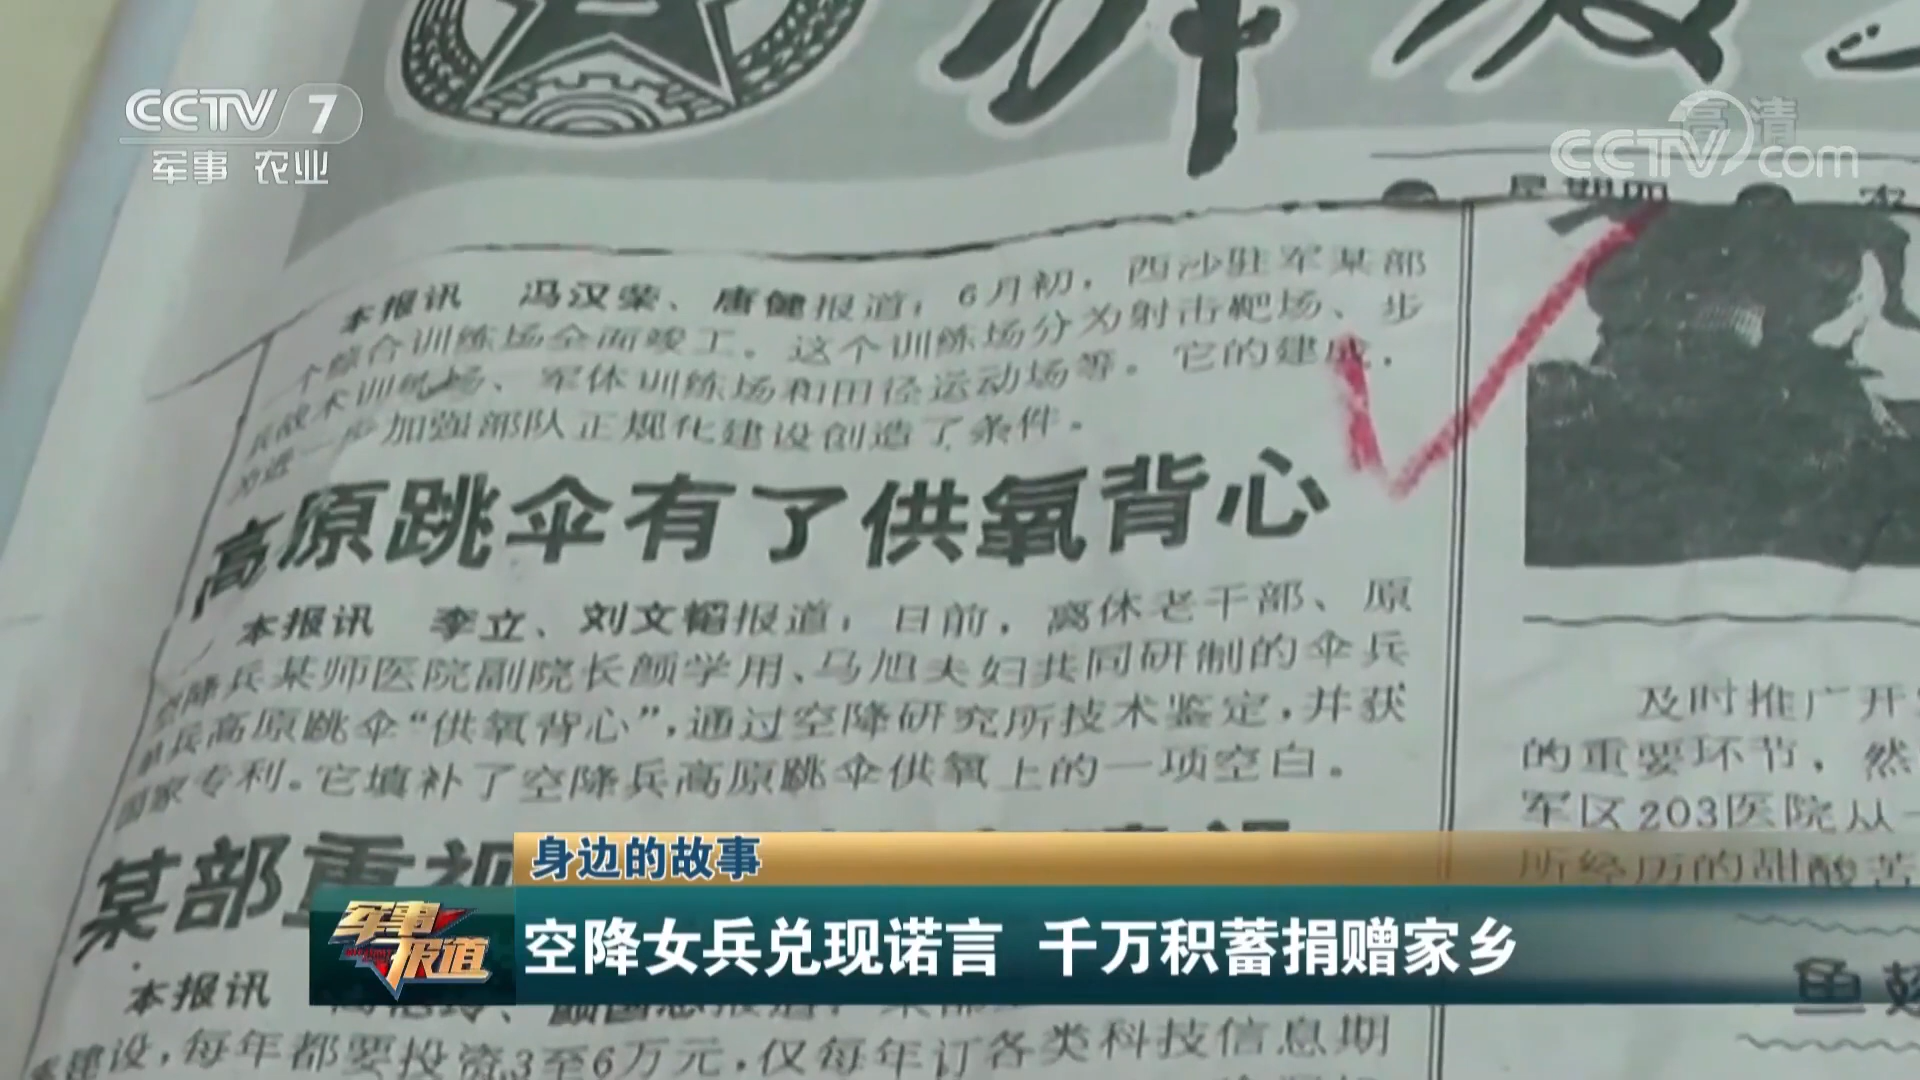 CCTV 7
军事 农业
高清
CCTV.com
解放
星期四
本报讯 冯汉荣、唐健报道：6月初，西沙驻军某部
一个综合训练场全面竣工。这个训练场分为射击靶场、步
兵战术训练场、军体训练场和田径运动场等。它的建成，
为进一步加强部队正规化建设创造了条件。
高原跳伞有了供氧背心
本报讯 李立、刘文韬报道：日前，离休老干部、原
空降兵某师医院副院长颜学用、马旭夫妇共同研制的伞兵
单兵高原跳伞“供氧背心”，通过空降研究所技术鉴定，并获
国家专利。它填补了空降兵高原跳伞供氧上的一项空白。
某部重视
本报讯
建设，每年都要投资3至6万元，仅每年订各类科技信息期
及时推广开
的重要环节，然
军区203医院从
所经历的甜酸苦
鱼
身边的故事
军事报道
空降女兵兑现诺言 千万积蓄捐赠家乡